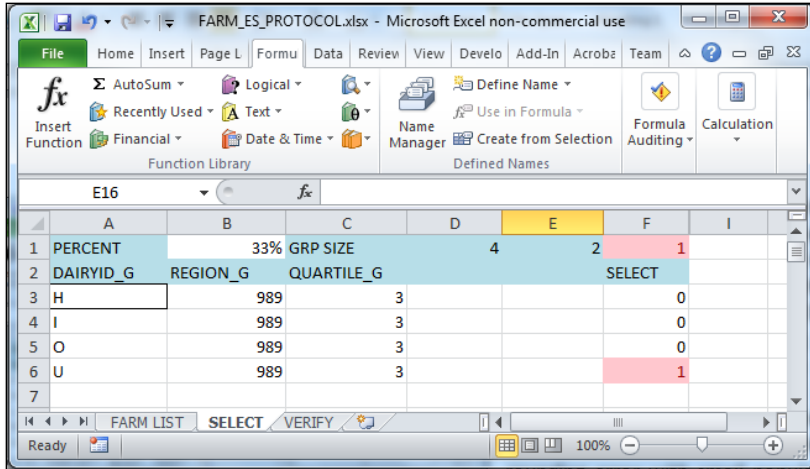 FARM_ES_PROTOCOL.xlsx - Microsoft Excel non-commercial use
File Home Insert Page L Formu Data Review View Develo Add-In Acroba Team
fx Insert Function
Σ AutoSum Logical
Recently Used Text
Financial Date & Time
Function Library
Name Manager
Define Name
Use in Formula
Create from Selection
Defined Names
Formula Auditing
Calculation
E16 fx
A B C D E F I
1 PERCENT 33% GRP SIZE 4 2 1
2 DAIRYID_G REGION_G QUARTILE_G SELECT
3 H 989 3 0
4 I 989 3 0
5 O 989 3 0
6 U 989 3 1
7
FARM LIST SELECT VERIFY
Ready 100%